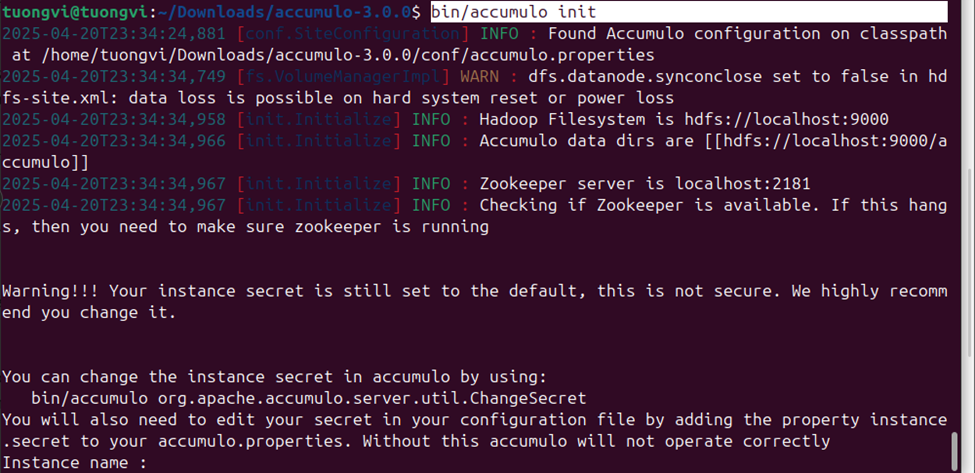 tuongvi@tuongvi:~/Downloads/accumulo-3.0.0$ bin/accumulo init
2025-04-20T23:34:24,881 [conf.SiteConfiguration] INFO : Found Accumulo configuration on classpath
 at /home/tuongvi/Downloads/accumulo-3.0.0/conf/accumulo.properties
2025-04-20T23:34:34,749 [fs.VolumeManagerImpl] WARN : dfs.datanode.synconclose set to false in hd
fs-site.xml: data loss is possible on hard system reset or power loss
2025-04-20T23:34:34,958 [init.Initialize] INFO : Hadoop Filesystem is hdfs://localhost:9000
2025-04-20T23:34:34,966 [init.Initialize] INFO : Accumulo data dirs are [[hdfs://localhost:9000/a
ccumulo]]
2025-04-20T23:34:34,967 [init.Initialize] INFO : Zookeeper server is localhost:2181
2025-04-20T23:34:34,967 [init.Initialize] INFO : Checking if Zookeeper is available. If this hang
s, then you need to make sure zookeeper is running
Warning!!! Your instance secret is still set to the default, this is not secure. We highly recomm
end you change it.
You can change the instance secret in accumulo by using:
   bin/accumulo org.apache.accumulo.server.util.ChangeSecret
You will also need to edit your secret in your configuration file by adding the property instance
.secret to your accumulo.properties. Without this accumulo will not operate correctly
Instance name :